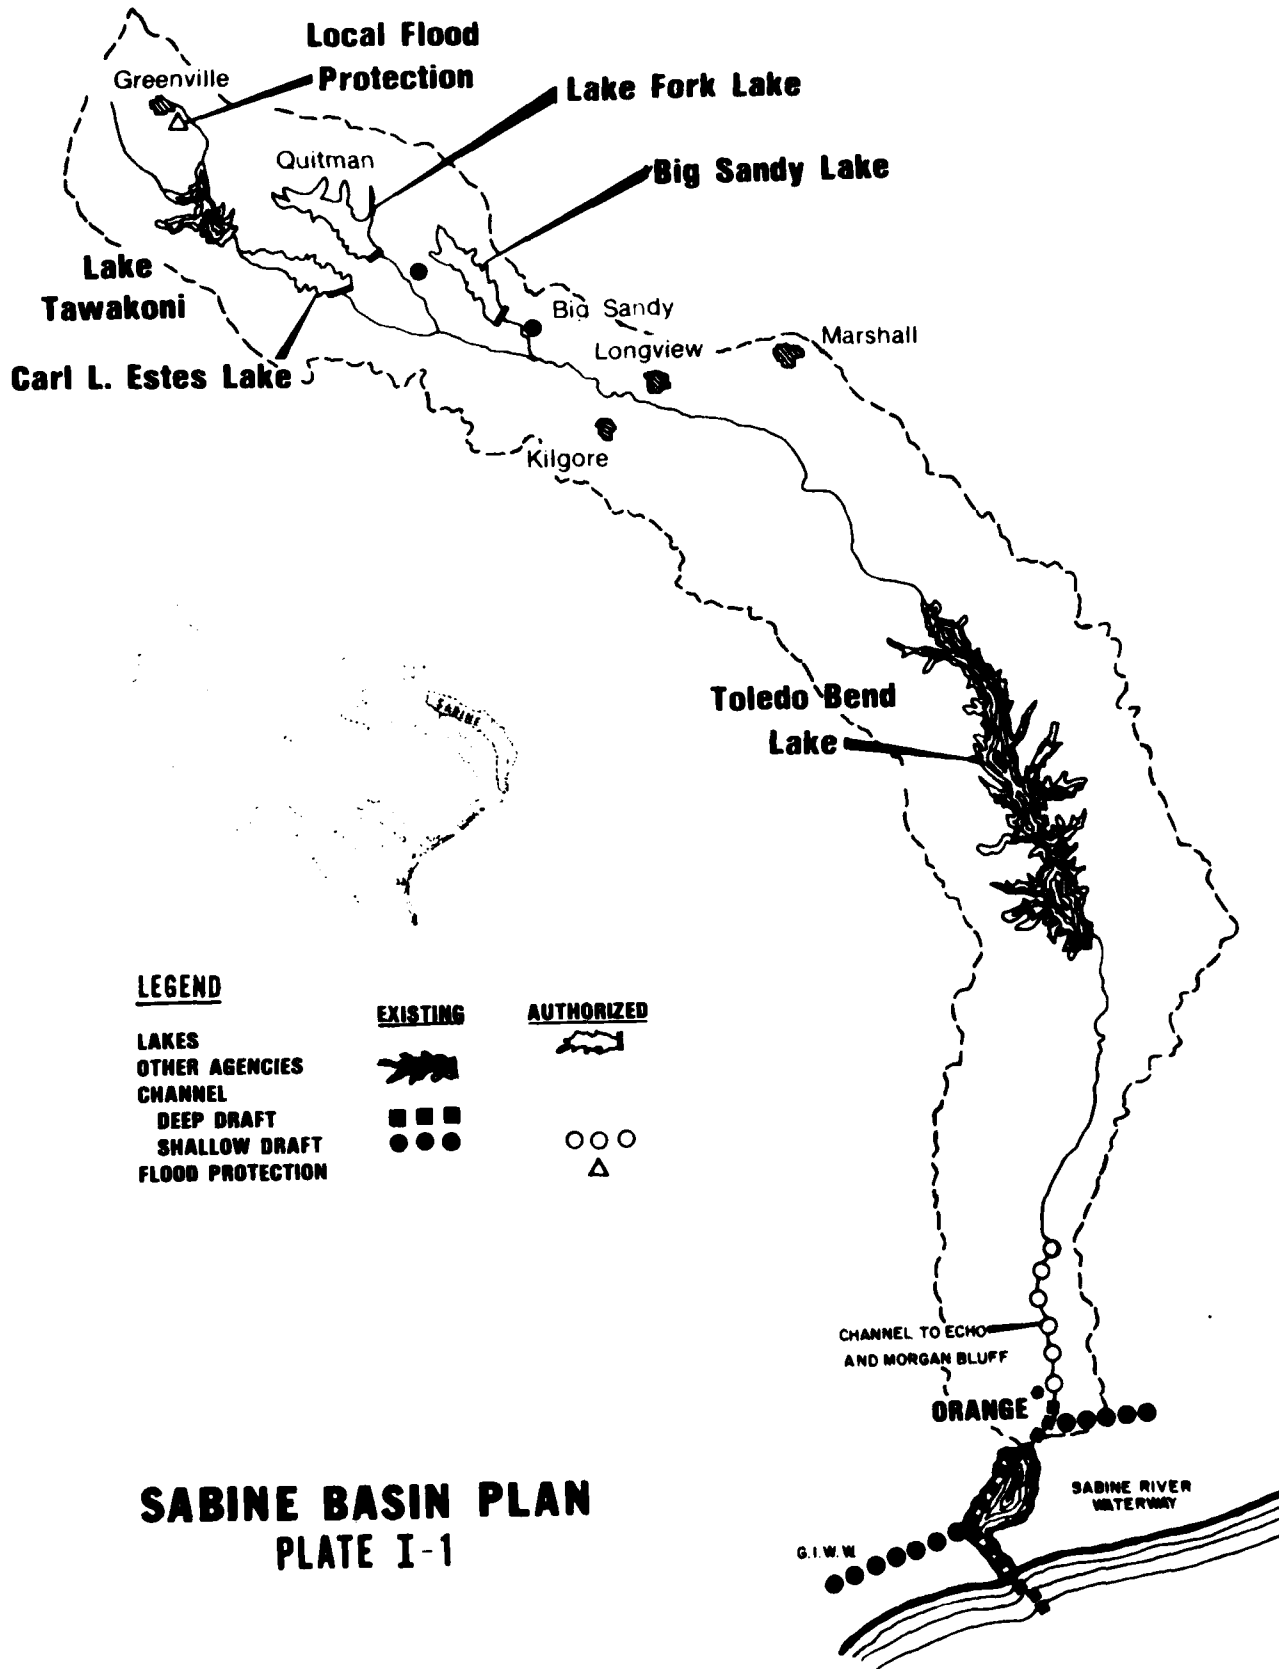 Local Flood
Protection
Greenville
Lake Fork Lake
Quitman
Big Sandy Lake
Lake
Tawakoni
Big Sandy
Longview
Marshall
Carl L. Estes Lake
Kilgore
Toledo Bend
Lake
SABINE
LEGEND
EXISTING
AUTHORIZED
LAKES
OTHER AGENCIES
CHANNEL
DEEP DRAFT
SHALLOW DRAFT
FLOOD PROTECTION
CHANNEL TO ECHO
AND MORGAN BLUFF
ORANGE
SABINE RIVER
WATERWAY
G.I.W.W.
SABINE BASIN PLAN
PLATE I-1